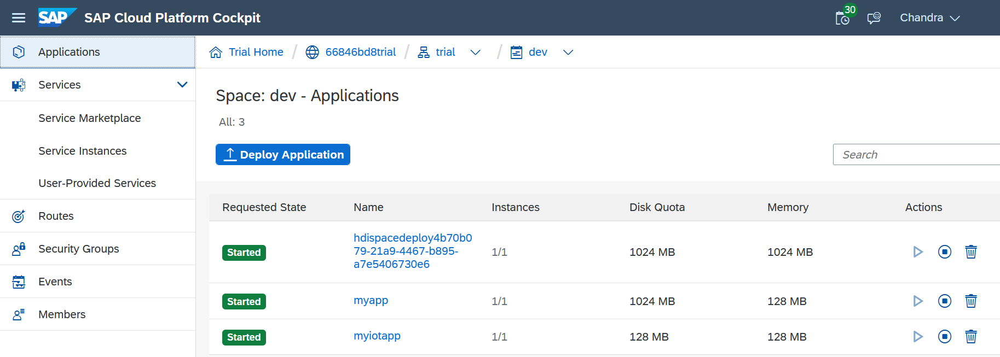 SAP SAP Cloud Platform Cockpit
30
Chandra
Applications
Services
Service Marketplace
Service Instances
User-Provided Services
Routes
Security Groups
Events
Members
Trial Home / 66846bd8trial / trial / dev
Space: dev - Applications
All: 3
Deploy Application
Search
Requested State Name Instances Disk Quota Memory Actions
Started hdispacedeploy4b70b0
79-21a9-4467-b895-
a7e5406730e6 1/1 1024 MB 1024 MB
Started myapp 1/1 1024 MB 128 MB
Started myiotapp 1/1 128 MB 128 MB